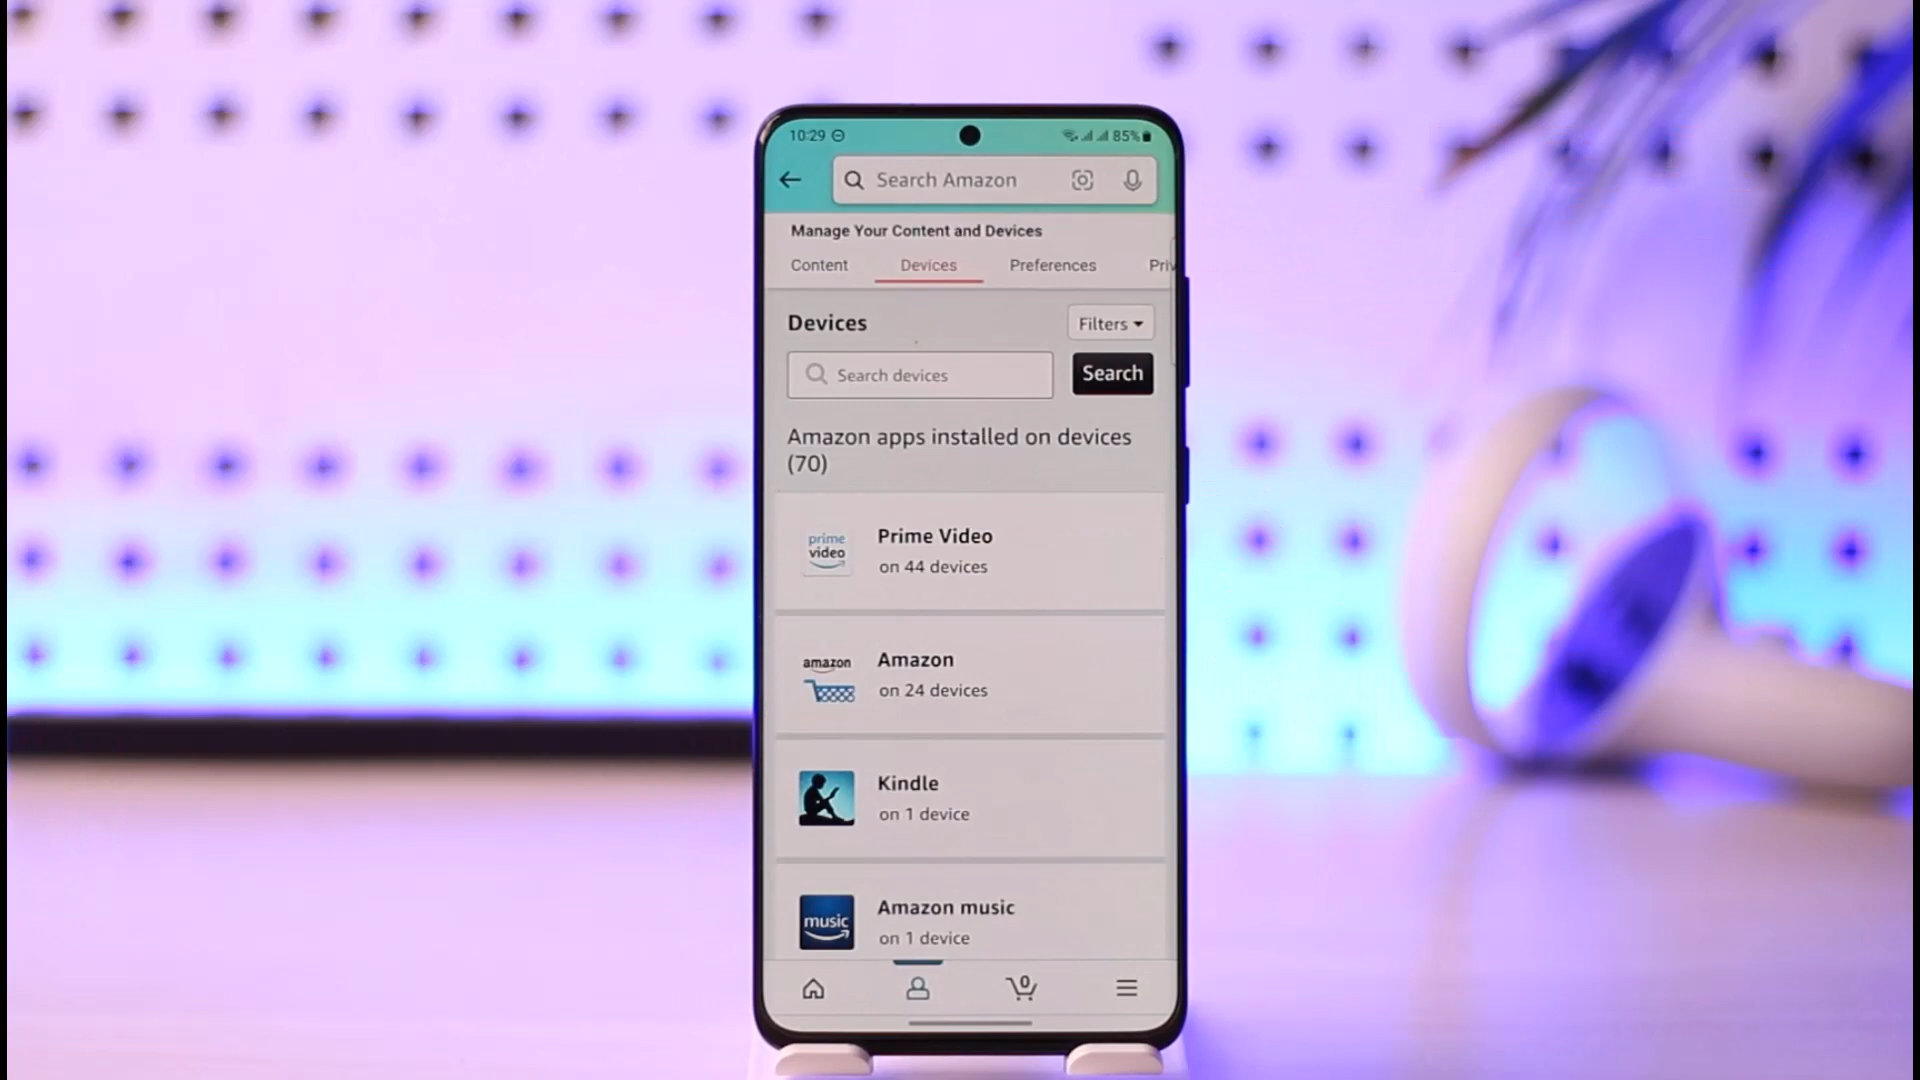 10:29
85%
Search Amazon
Manage Your Content and Devices
Content Devices Preferences Priv
Devices
Filters
Search devices
Search
Amazon apps installed on devices
(70)
prime
video
Prime Video
on 44 devices
amazon
Amazon
on 24 devices
Kindle
on 1 device
music
Amazon music
on 1 device
0